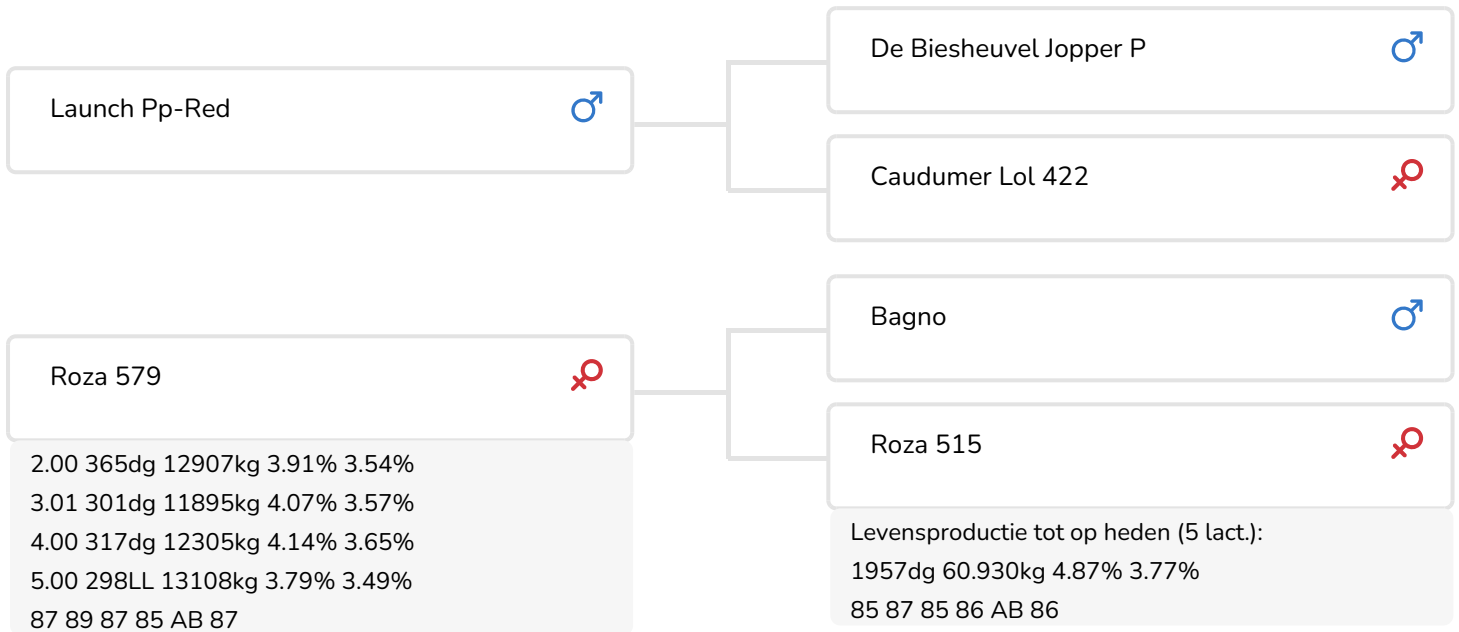 De Biesheuvel Jopper P
Launch Pp-Red
Caudumer Lol 422
Bagno
Roza 579
Roza 515
2.00 365dg 12907kg 3.91% 3.54%
3.01 301dg 11895kg 4.07% 3.57%
4.00 317dg 12305kg 4.14% 3.65%
5.00 298LL 13108kg 3.79% 3.49%
87 89 87 85 AB 87
Levensproductie tot op heden (5 lact.):
1957dg 60.930kg 4.87% 3.77%
85 87 85 86 AB 86